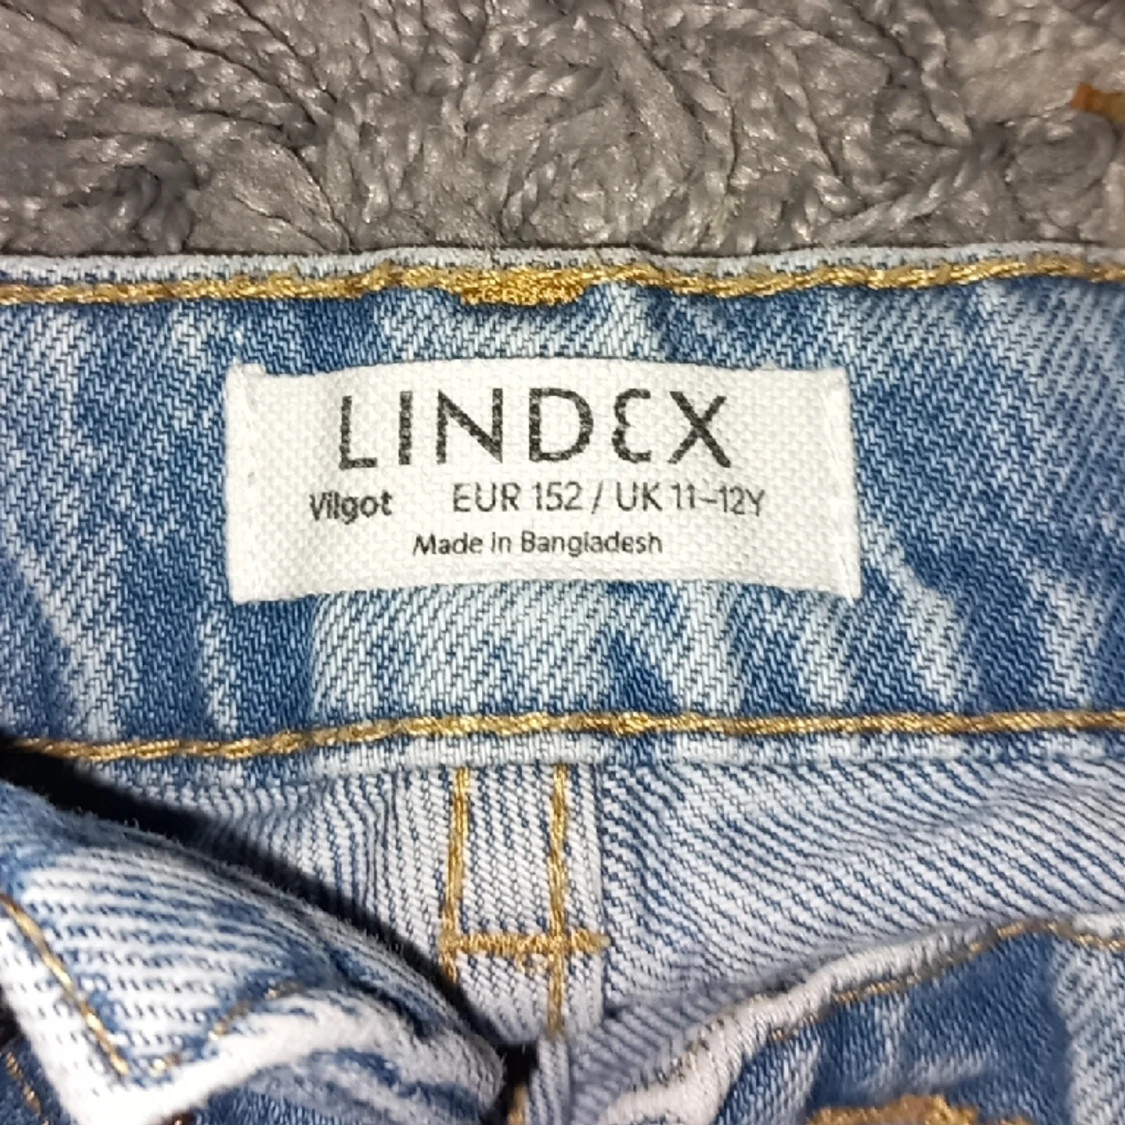 LINDEX
Vilgot EUR 152 / UK 11–12Y
Made in Bangladesh